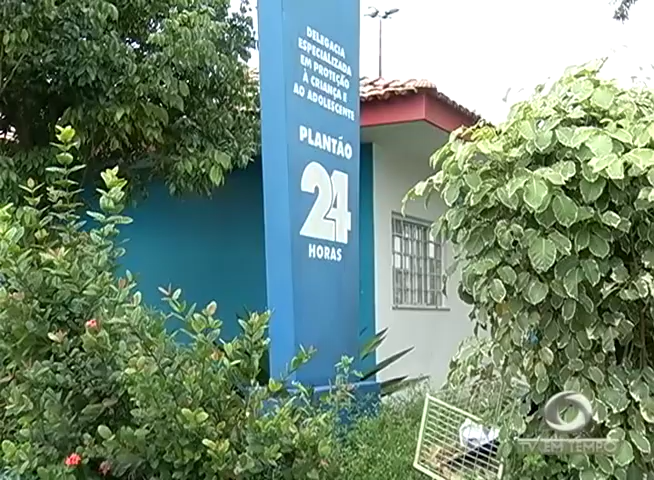 DELEGACIA
ESPECIALIZADA
EM PROTEÇÃO
À CRIANÇA E
AO ADOLESCENTE
PLANTÃO
24
HORAS
TV EM TEMPO